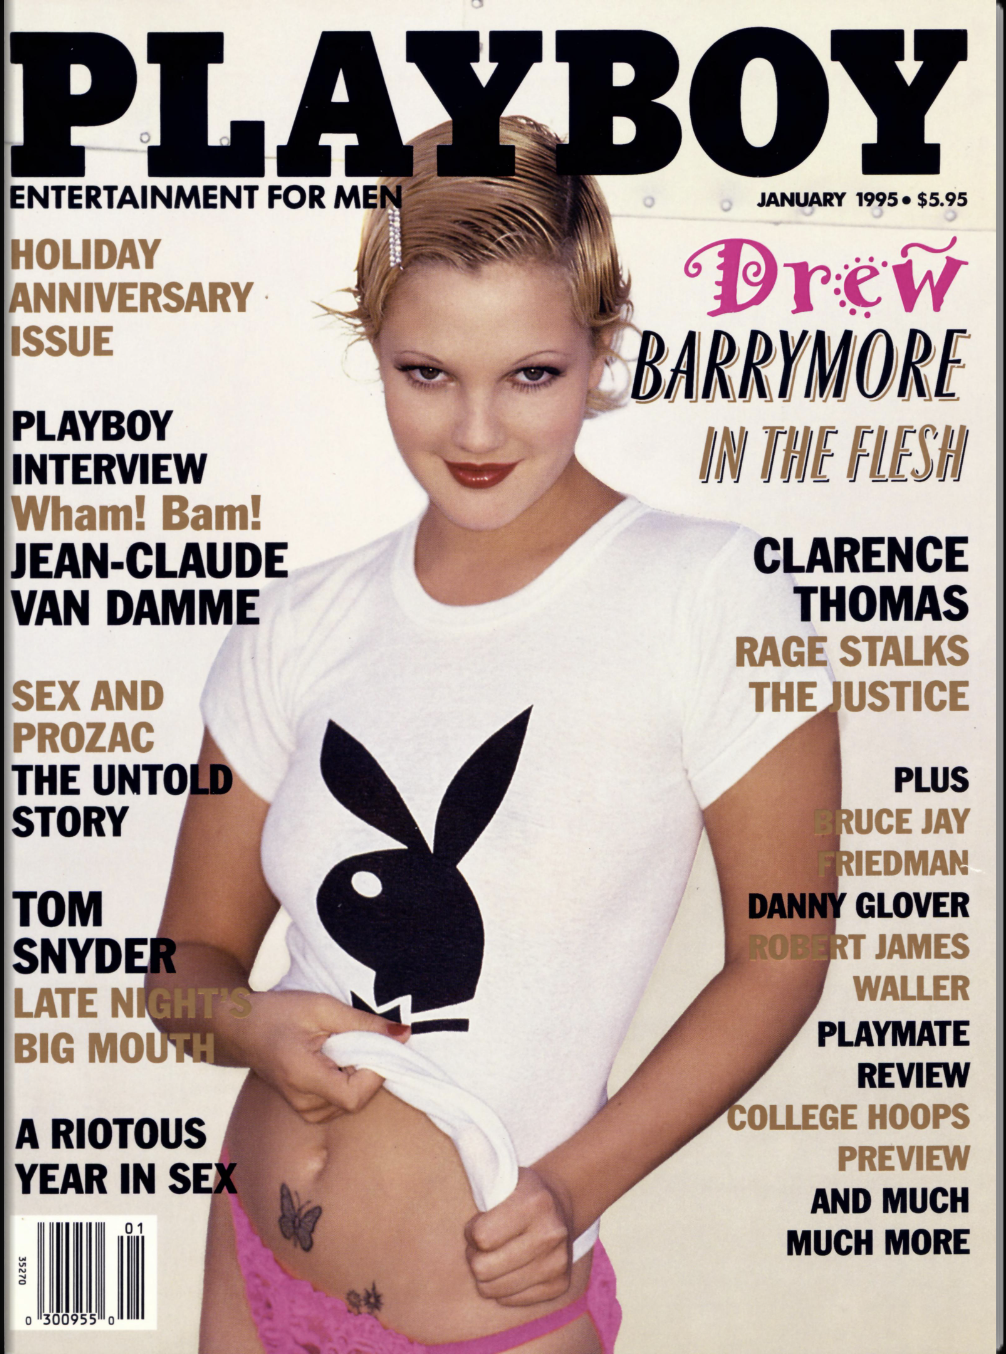 PLAYBOY
ENTERTAINMENT FOR MEN
JANUARY 1995 • $5.95
HOLIDAY
ANNIVERSARY
ISSUE
PLAYBOY
INTERVIEW
Wham! Bam!
JEAN-CLAUDE
VAN DAMME
SEX AND
PROZAC
THE UNTOLD
STORY
TOM
SNYDER
LATE NIGHT'S
BIG MOUTH
A RIOTOUS
YEAR IN SEX
Drew
BARRYMORE
IN THE FLESH
CLARENCE
THOMAS
RAGE STALKS
THE JUSTICE
PLUS
BRUCE JAY
FRIEDMAN
DANNY GLOVER
ROBERT JAMES
WALLER
PLAYMATE
REVIEW
COLLEGE HOOPS
PREVIEW
AND MUCH
MUCH MORE
01
35270
0 300955 0